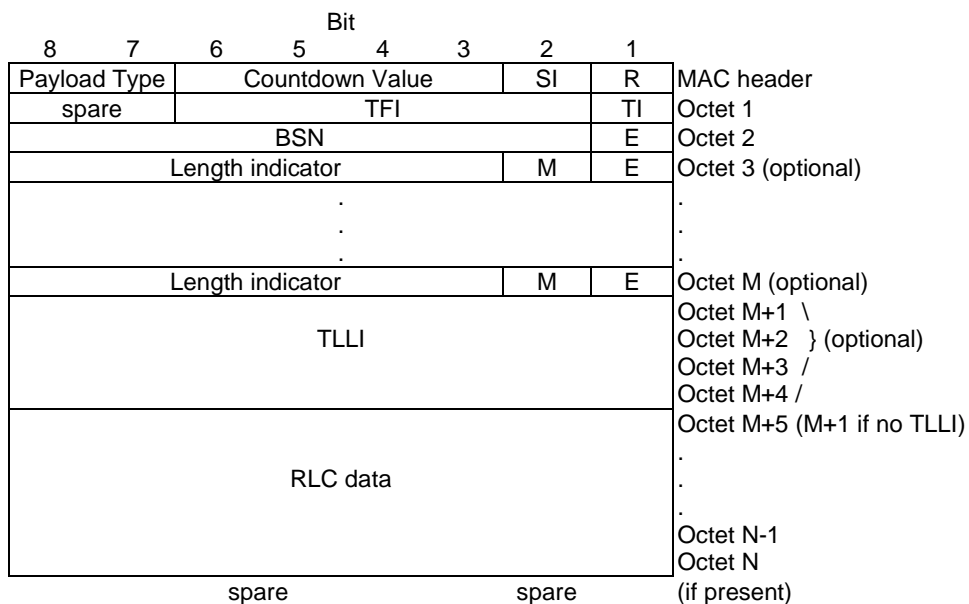 Bit
8 7 6 5 4 3 2 1
Payload Type Countdown Value SI R MAC header
spare TFI TI Octet 1
BSN E Octet 2
Length indicator M E Octet 3 (optional)
. .
. .
. .
Length indicator M E Octet M (optional)
Octet M+1 \
TLLI Octet M+2 } (optional)
Octet M+3 /
Octet M+4 /
Octet M+5 (M+1 if no TLLI)
.
RLC data .
.
Octet N-1
Octet N
spare spare (if present)